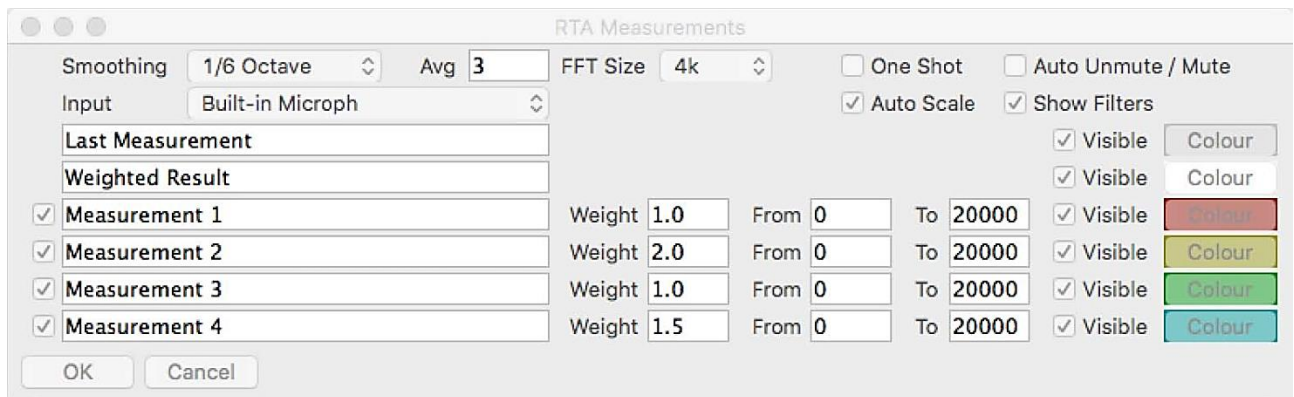 RTA Measurements
Smoothing 1/6 Octave Avg 3 FFT Size 4k One Shot Auto Unmute / Mute
Input Built-in Microph Auto Scale Show Filters
Last Measurement Visible Colour
Weighted Result Visible Colour
Measurement 1 Weight 1.0 From 0 To 20000 Visible Colour
Measurement 2 Weight 2.0 From 0 To 20000 Visible Colour
Measurement 3 Weight 1.0 From 0 To 20000 Visible Colour
Measurement 4 Weight 1.5 From 0 To 20000 Visible Colour
OK Cancel